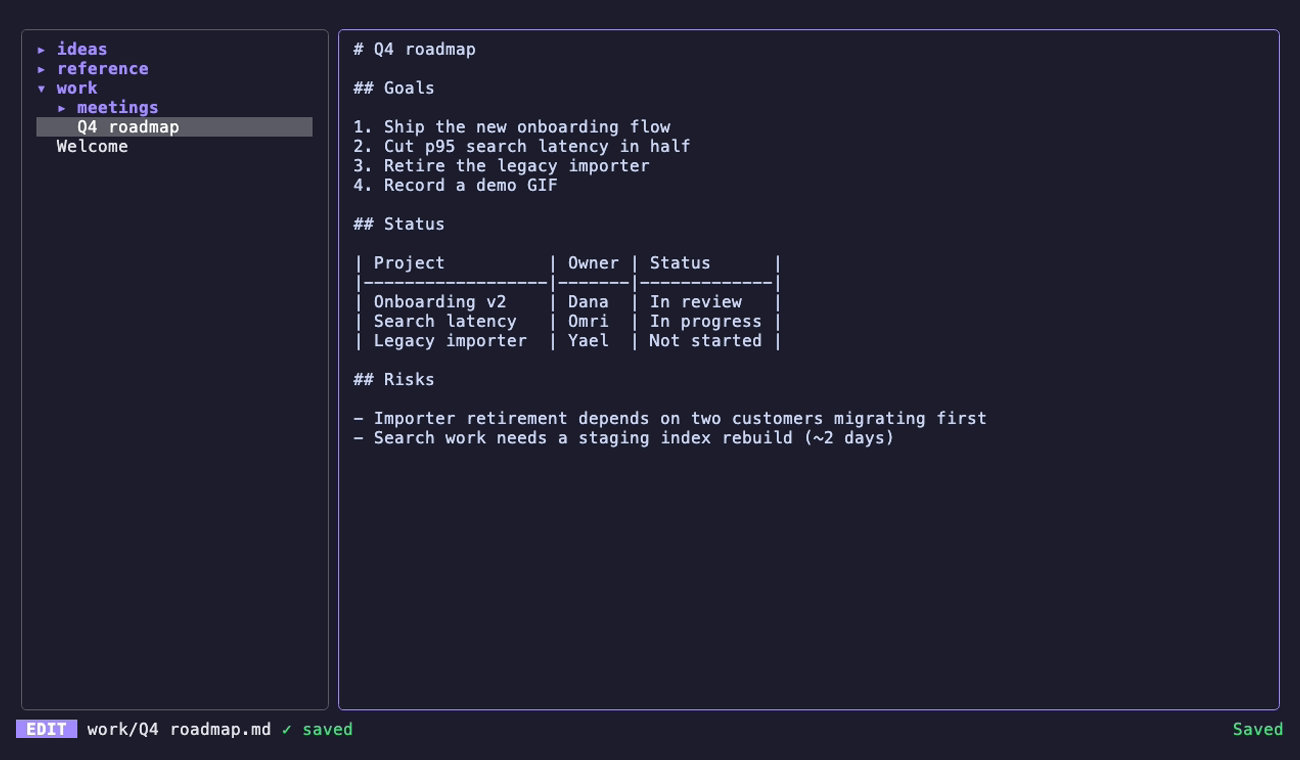 ▸ ideas
▸ reference
▾ work
▸ meetings
Q4 roadmap
Welcome
# Q4 roadmap
## Goals
1. Ship the new onboarding flow
2. Cut p95 search latency in half
3. Retire the legacy importer
4. Record a demo GIF
## Status
| Project          | Owner | Status      |
|------------------|-------|-------------|
| Onboarding v2    | Dana  | In review   |
| Search latency   | Omri  | In progress |
| Legacy importer  | Yael  | Not started |
## Risks
- Importer retirement depends on two customers migrating first
- Search work needs a staging index rebuild (~2 days)
EDIT work/Q4 roadmap.md ✓ saved
Saved